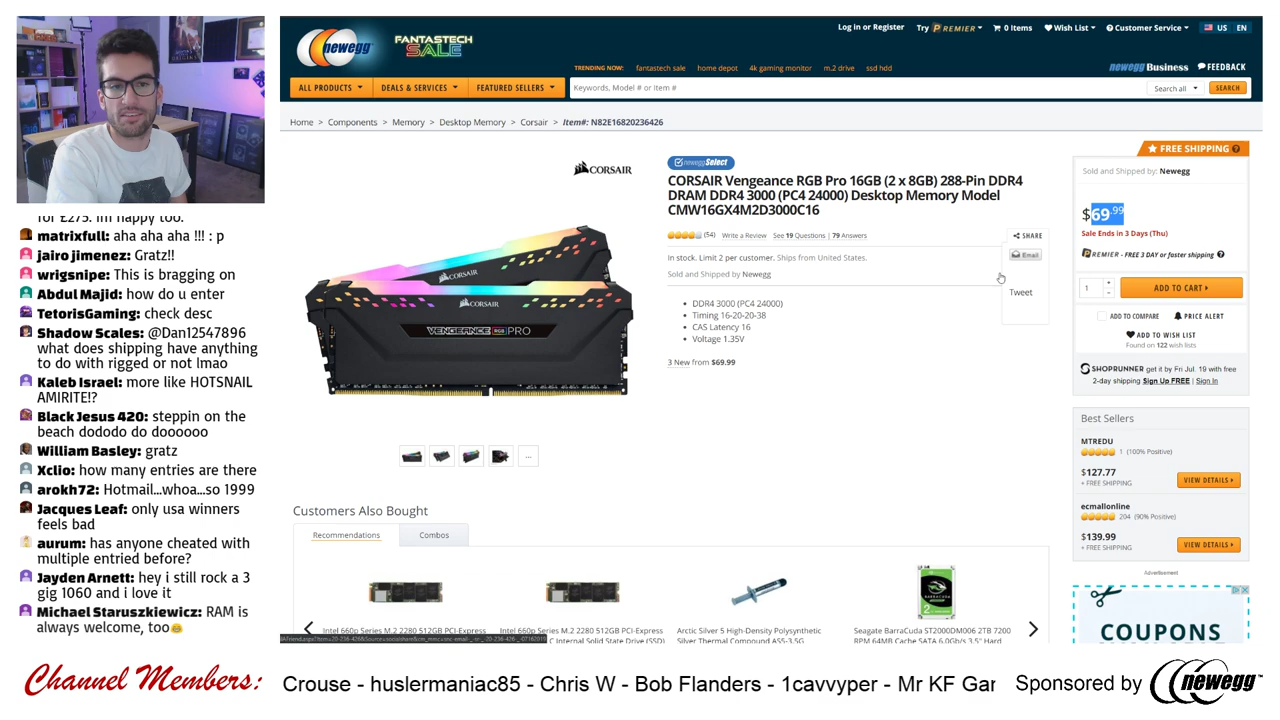 for £275. im happy too.
matrixfull: aha aha aha !!! : p
jairo jimenez: Gratz!!
wrigsnipe: This is bragging on
Abdul Majid: how do u enter
TetorisGaming: check desc
Shadow Scales: @Dan12547896
what does shipping have anything
to do with rigged or not lmao
Kaleb Israel: more like HOTSNAIL
AMIRITE!?
Black Jesus 420: steppin on the
beach dododo do doooooo
William Basley: gratz
Xclio: how many entries are there
arokh72: Hotmail...whoa...so 1999
Jacques Leaf: only usa winners
feels bad
aurum: has anyone cheated with
multiple entried before?
Jayden Arnett: hey i still rock a 3
gig 1060 and i love it
Michael Staruszkiewicz: RAM is
always welcome, too😂
newegg
FANTASTECH
SALE
Log in or Register Try PREMIER 0 Items Wish List Customer Service US EN
TRENDING NOW: fantastech sale home depot 4k gaming monitor m.2 drive ssd hdd
newegg Business FEEDBACK
ALL PRODUCTS DEALS & SERVICES FEATURED SELLERS Keywords, Model # or Item # Search all SEARCH
Home > Components > Memory > Desktop Memory > Corsair > Item#: N82E16820236426
CORSAIR
CORSAIR
CORSAIR
VENGEANCE RGB PRO
neweggSelect
CORSAIR Vengeance RGB Pro 16GB (2 x 8GB) 288-Pin DDR4
DRAM DDR4 3000 (PC4 24000) Desktop Memory Model
CMW16GX4M2D3000C16
(54) Write a Review See 19 Questions | 79 Answers
In stock. Limit 2 per customer. Ships from United States.
Sold and Shipped by Newegg
• DDR4 3000 (PC4 24000)
• Timing 16-20-20-38
• CAS Latency 16
• Voltage 1.35V
3 New from $69.99
SHARE
Email
Tweet
FREE SHIPPING
Sold and Shipped by: Newegg
$69.99
Sale Ends in 3 Days (Thu)
PREMIER - FREE 3 DAY or faster shipping
1 ADD TO CART
ADD TO COMPARE PRICE ALERT
ADD TO WISH LIST
Found on 122 wish lists
SHOPRUNNER get it by Fri Jul. 19 with free
2-day shipping Sign Up FREE | Sign In
Best Sellers
MTREDU
1 (100% Positive)
$127.77
+ FREE SHIPPING
VIEW DETAILS
ecmallonline
204 (90% Positive)
$139.99
+ FREE SHIPPING
VIEW DETAILS
Advertisement
COUPONS
Customers Also Bought
Recommendations Combos
Intel 660p Series M.2 2280 512GB PCI-Express
Intel 660p Series M.2 2280 512GB PCI-Express
C Internal Solid State Drive (SSD)
Arctic Silver 5 High-Density Polysynthetic
Silver Thermal Compound AS5-3.5G
Seagate BarraCuda ST2000DM006 2TB 7200
RPM 64MB Cache SATA 6.0Gb/s 3.5" Hard
Channel Members: Crouse - huslermaniac85 - Chris W - Bob Flanders - 1cavvyper - Mr KF Gar
Sponsored by newegg